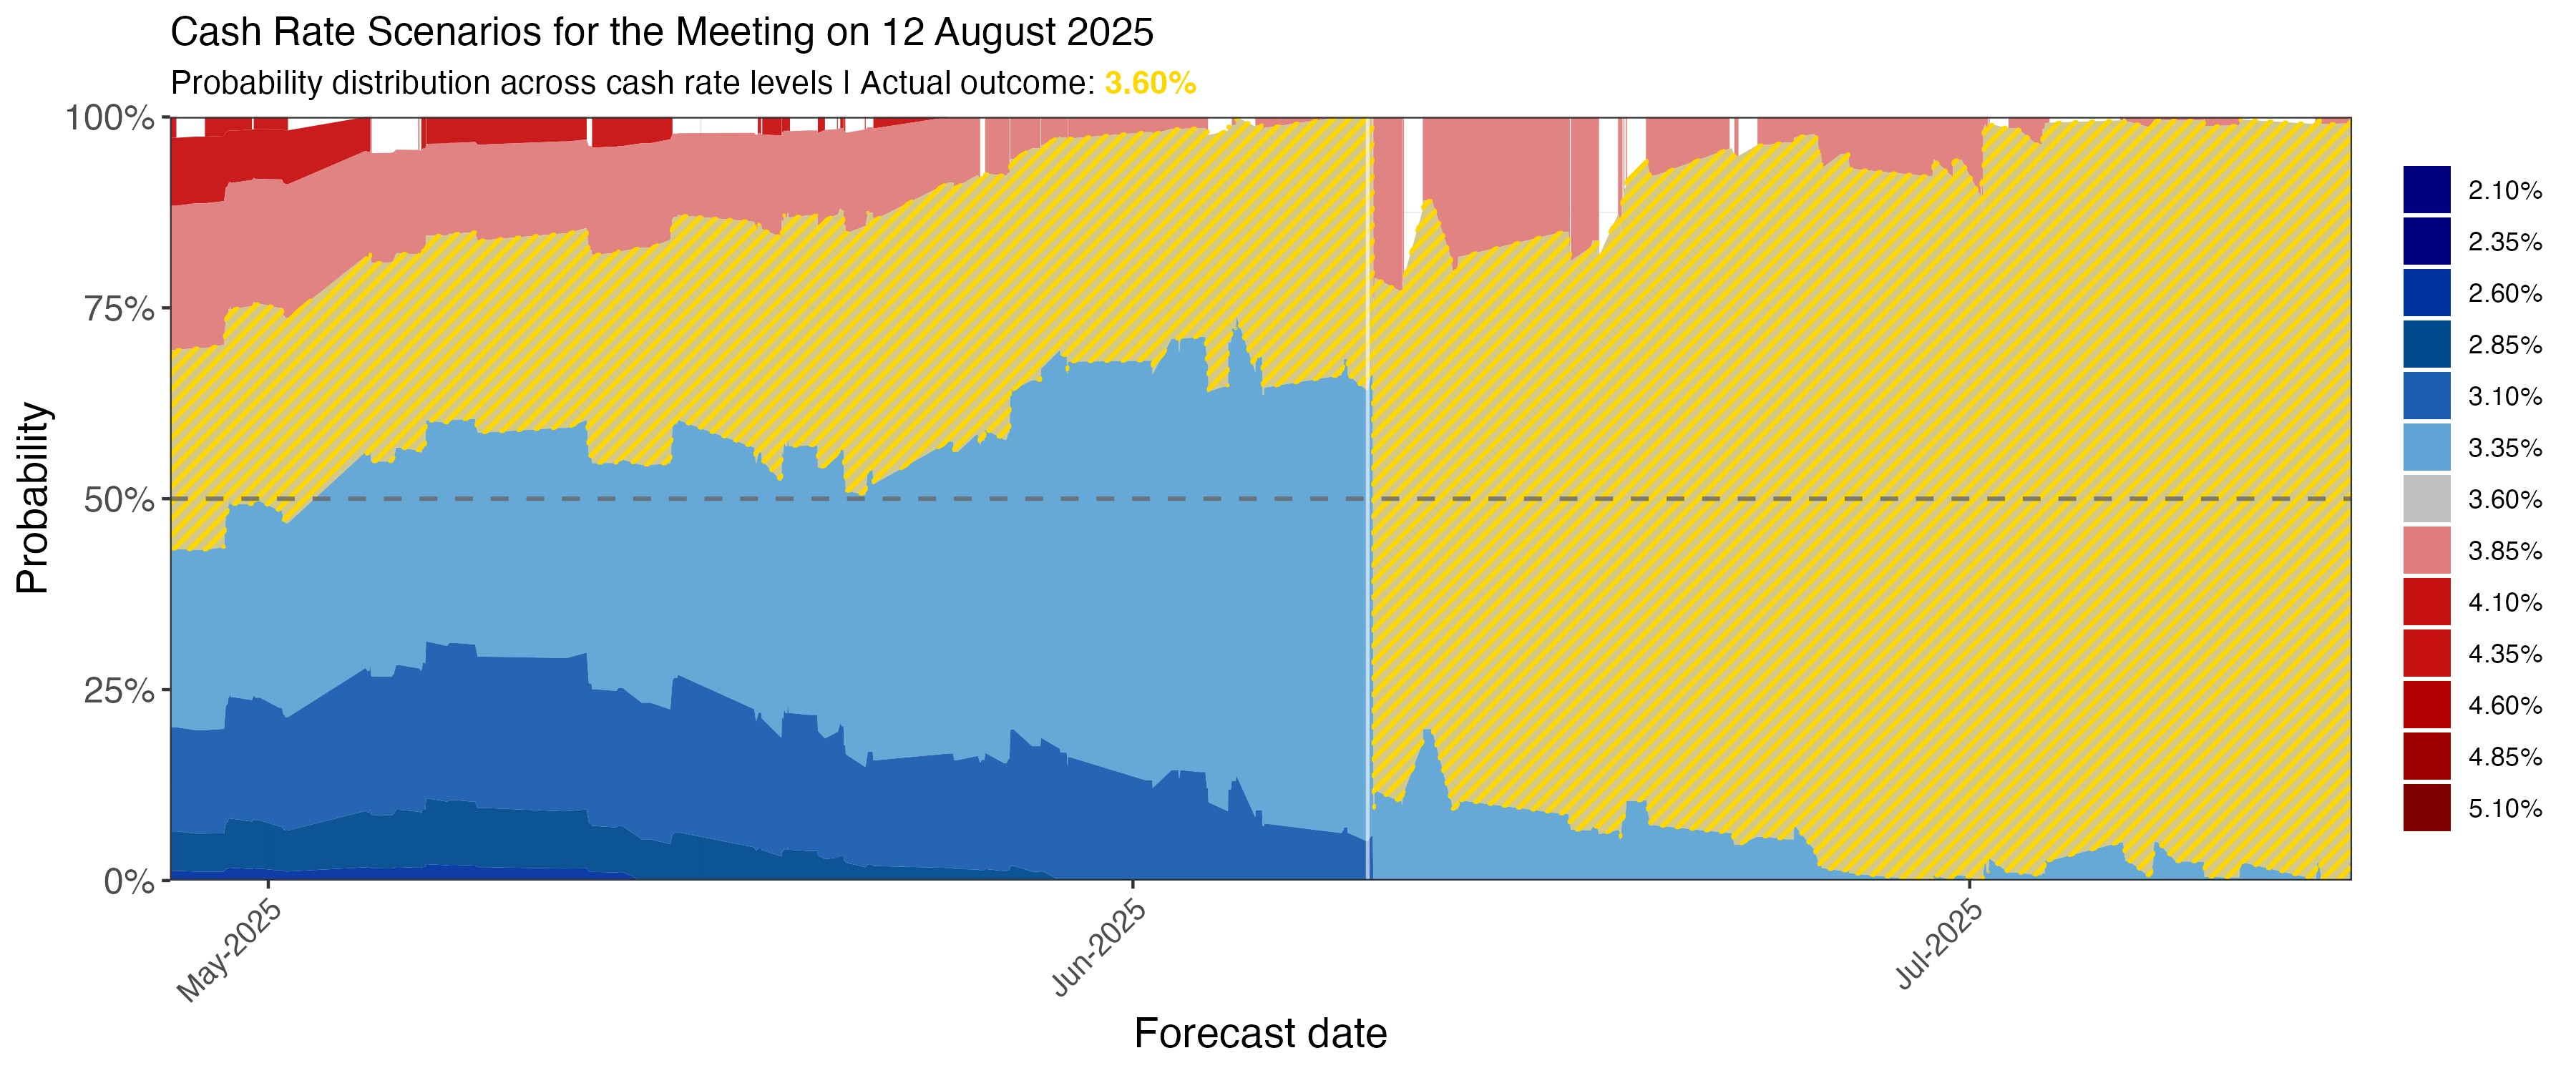 Cash Rate Scenarios for the Meeting on 12 August 2025
Probability distribution across cash rate levels | Actual outcome: 3.60%
Probability
100%
75%
50%
25%
0%
May-2025
Jun-2025
Jul-2025
Forecast date
2.10%
2.35%
2.60%
2.85%
3.10%
3.35%
3.60%
3.85%
4.10%
4.35%
4.60%
4.85%
5.10%